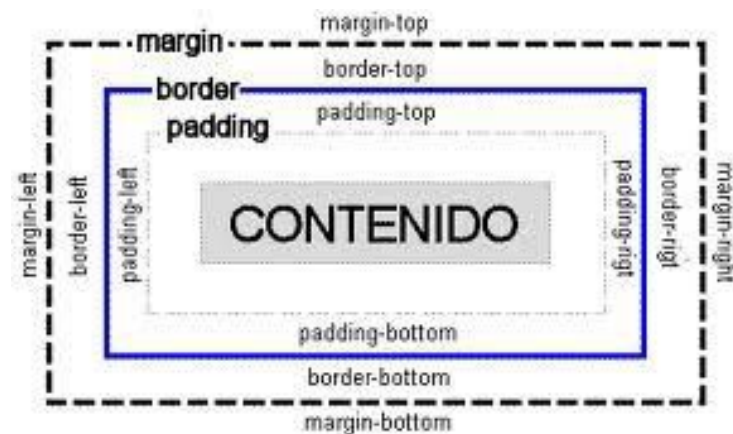 margin-top
margin
border-top
border
padding-top
padding
margin-left
border-left
padding-left
CONTENIDO
padding-rigt
border-rigt
margin-right
padding-bottom
border-bottom
margin-bottom